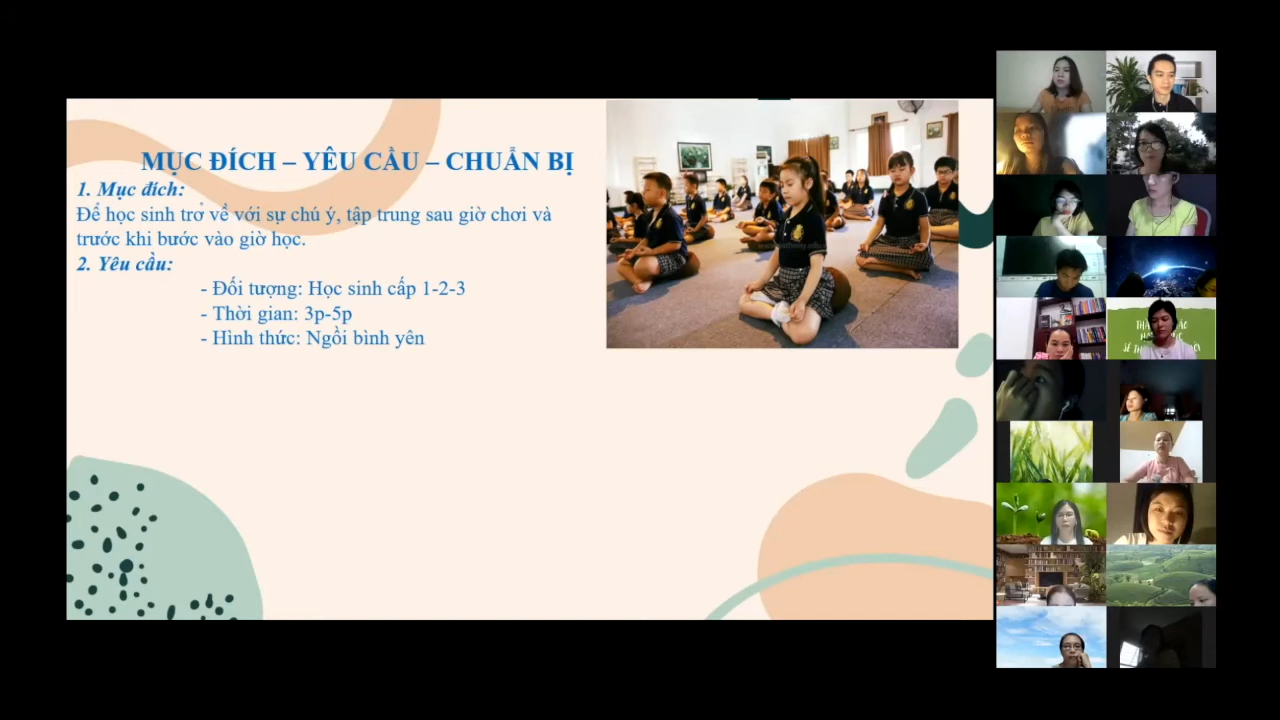 MỤC ĐÍCH – YÊU CẦU – CHUẨN BỊ
1. Mục đích:
Để học sinh trở về với sự chú ý, tập trung sau giờ chơi và
trước khi bước vào giờ học.
2. Yêu cầu:
- Đối tượng: Học sinh cấp 1-2-3
- Thời gian: 3p-5p
- Hình thức: Ngồi bình yên